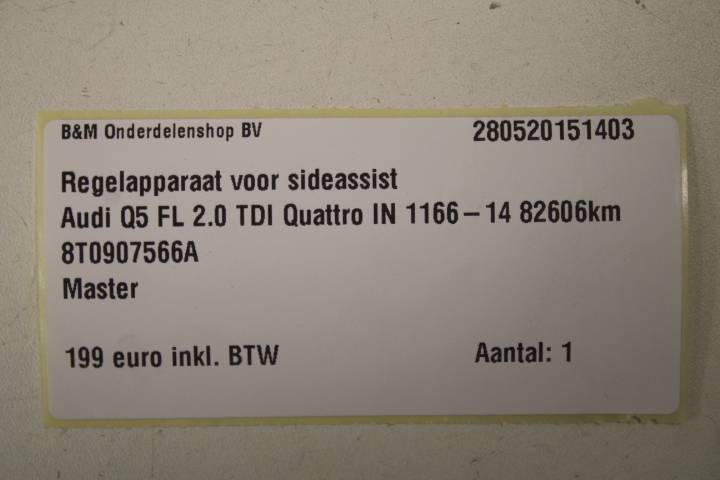 B&M Onderdelenshop BV 280520151403
Regelapparaat voor sideassist
Audi Q5 FL 2.0 TDI Quattro IN 1166-14 82606km
8T0907566A
Master
199 euro inkl. BTW Aantal: 1